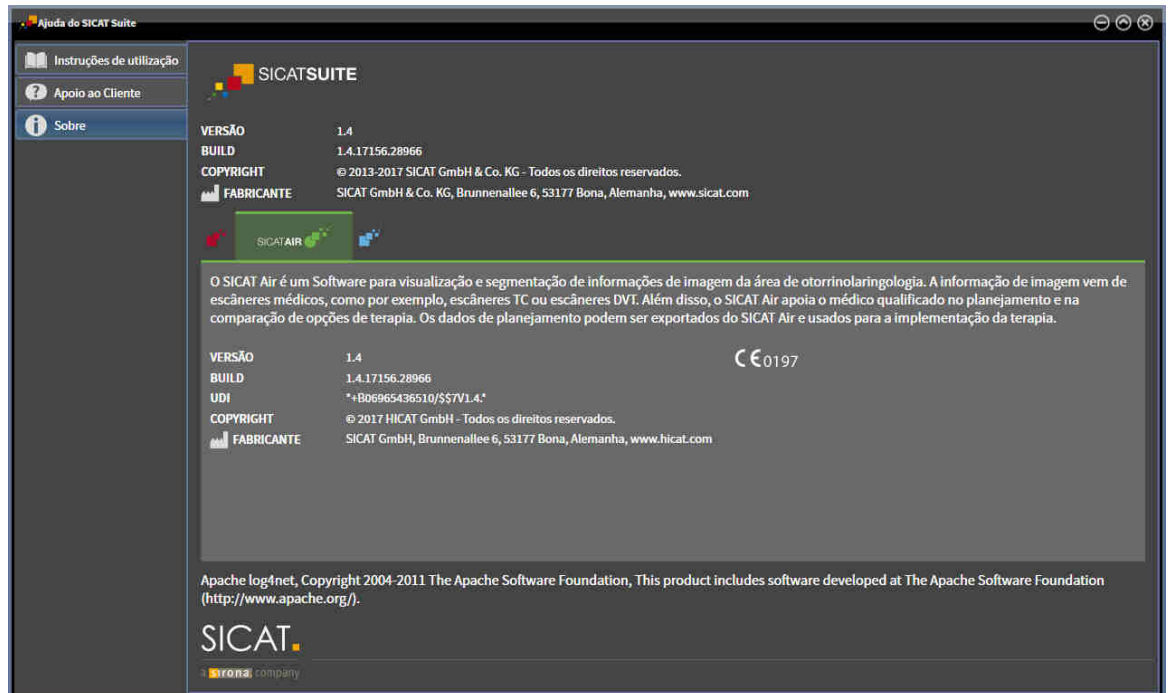 Ajuda do SICAT Suite
Instruções de utilização
Apoio ao Cliente
Sobre
SICATSUITE
VERSÃO 1.4
BUILD 1.4.17156.28966
COPYRIGHT © 2013-2017 SICAT GmbH & Co. KG - Todos os direitos reservados.
FABRICANTE SICAT GmbH & Co. KG, Brunnenallee 6, 53177 Bona, Alemanha, www.sicat.com
SICATAIR
O SICAT Air é um Software para visualização e segmentação de informações de imagem da área de otorrinolaringologia. A informação de imagem vem de
escâneres médicos, como por exemplo, escâneres TC ou escâneres DVT. Além disso, o SICAT Air apoia o médico qualificado no planejamento e na
comparação de opções de terapia. Os dados de planejamento podem ser exportados do SICAT Air e usados para a implementação da terapia.
VERSÃO 1.4
CE0197
BUILD 1.4.17156.28966
UDI *+B06965436510/$$7V1.4.*
COPYRIGHT © 2017 HICAT GmbH - Todos os direitos reservados.
FABRICANTE SICAT GmbH, Brunnenallee 6, 53177 Bona, Alemanha, www.hicat.com
Apache log4net, Copyright 2004-2011 The Apache Software Foundation, This product includes software developed at The Apache Software Foundation
(http://www.apache.org/).
SICAT.
a sirona company